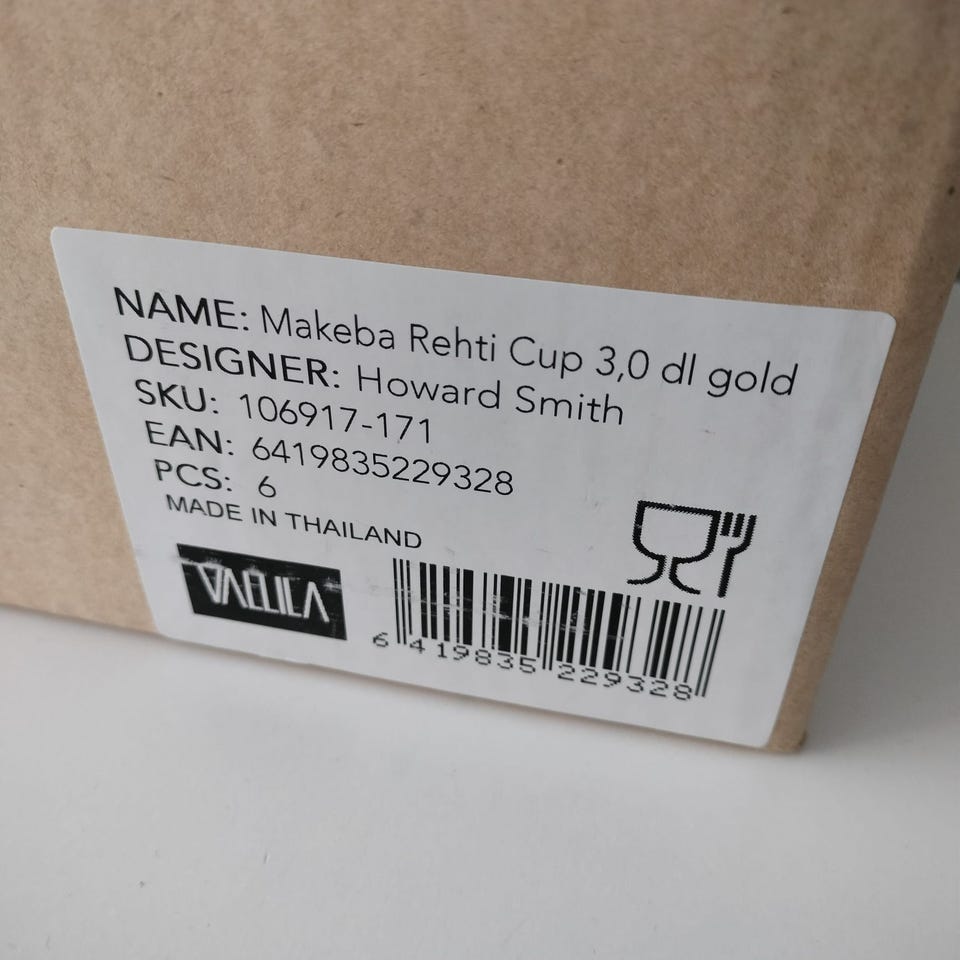 NAME: Makeba Rehti Cup 3,0 dl gold
DESIGNER: Howard Smith
SKU: 106917-171
EAN: 6419835229328
PCS: 6
MADE IN THAILAND
VAELILA
6 419835 229328